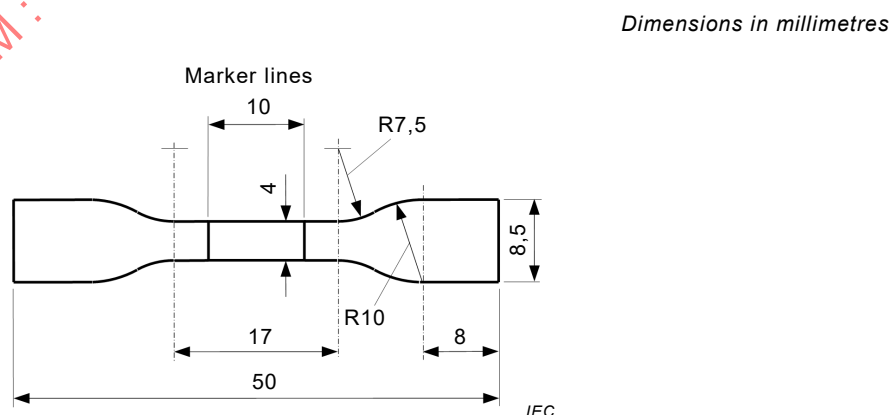 M :
Dimensions in millimetres
Marker lines
10
R7,5
4
8,5
R10
17
8
50
IEC